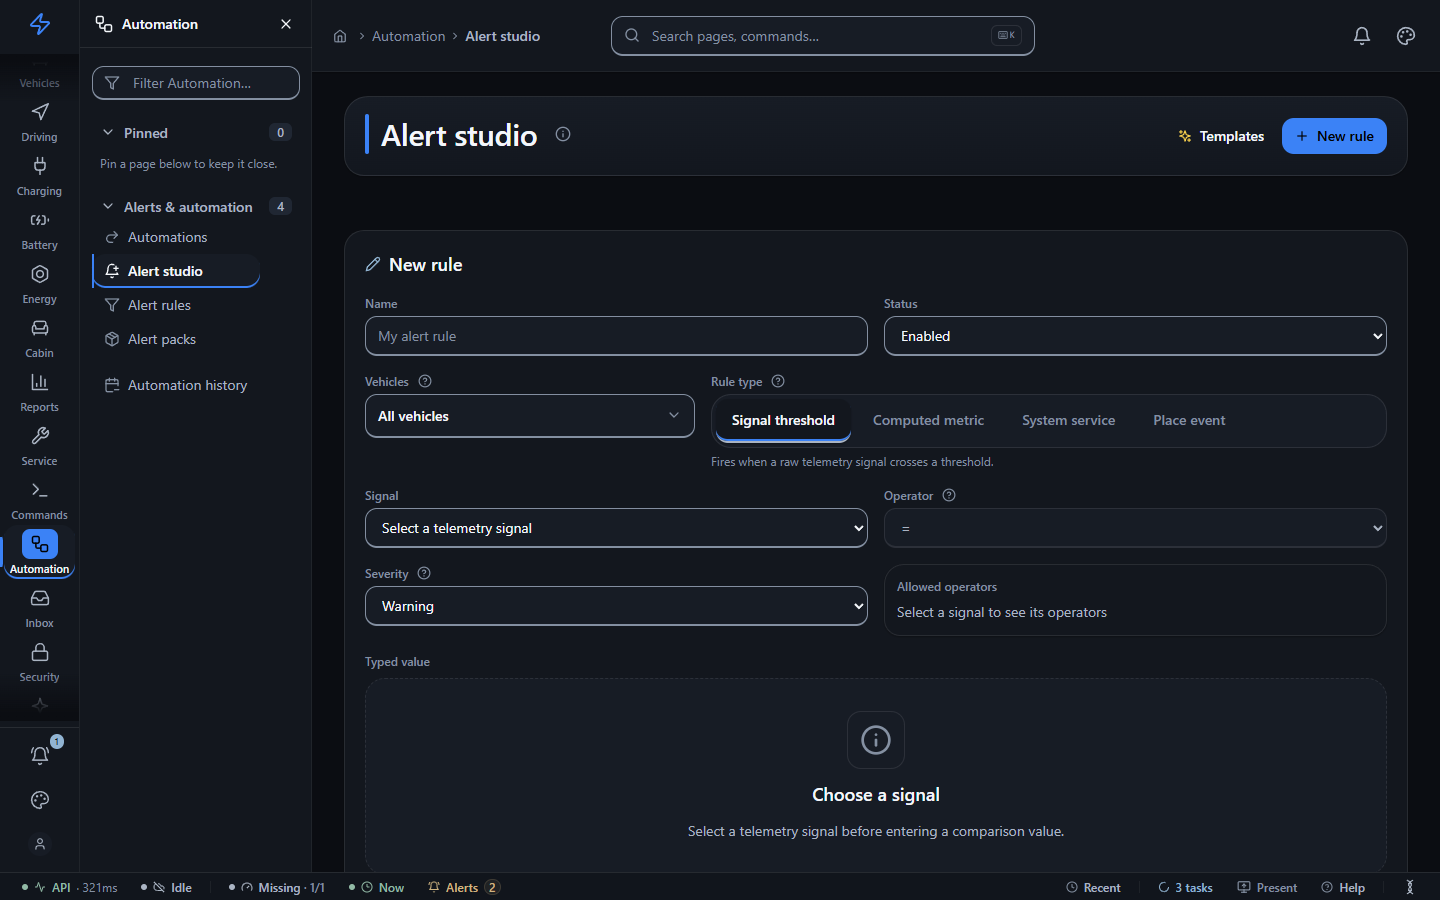 Automation
Filter Automation...
Pinned
0
Pin a page below to keep it close.
Alerts & automation
4
Automations
Alert studio
Alert rules
Alert packs
Automation history
Vehicles
Driving
Charging
Battery
Energy
Cabin
Reports
Service
Commands
Automation
Inbox
Security
1
Automation > Alert studio
Search pages, commands...
K
Alert studio
Templates
+ New rule
New rule
Name
Status
My alert rule
Enabled
Vehicles
Rule type
All vehicles
Signal threshold
Computed metric
System service
Place event
Fires when a raw telemetry signal crosses a threshold.
Signal
Operator
Select a telemetry signal
=
Severity
Warning
Allowed operators
Select a signal to see its operators
Typed value
Choose a signal
Select a telemetry signal before entering a comparison value.
API · 321ms
Idle
Missing · 1/1
Now
Alerts 2
Recent
3 tasks
Present
Help